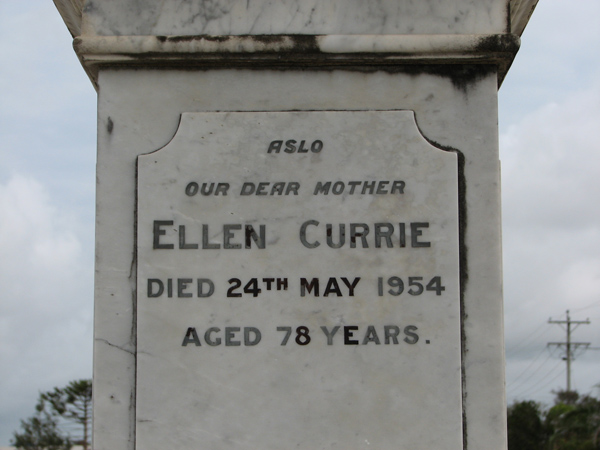 ASLO
OUR DEAR MOTHER
ELLEN CURRIE
DIED 24TH MAY 1954
AGED 78 YEARS.